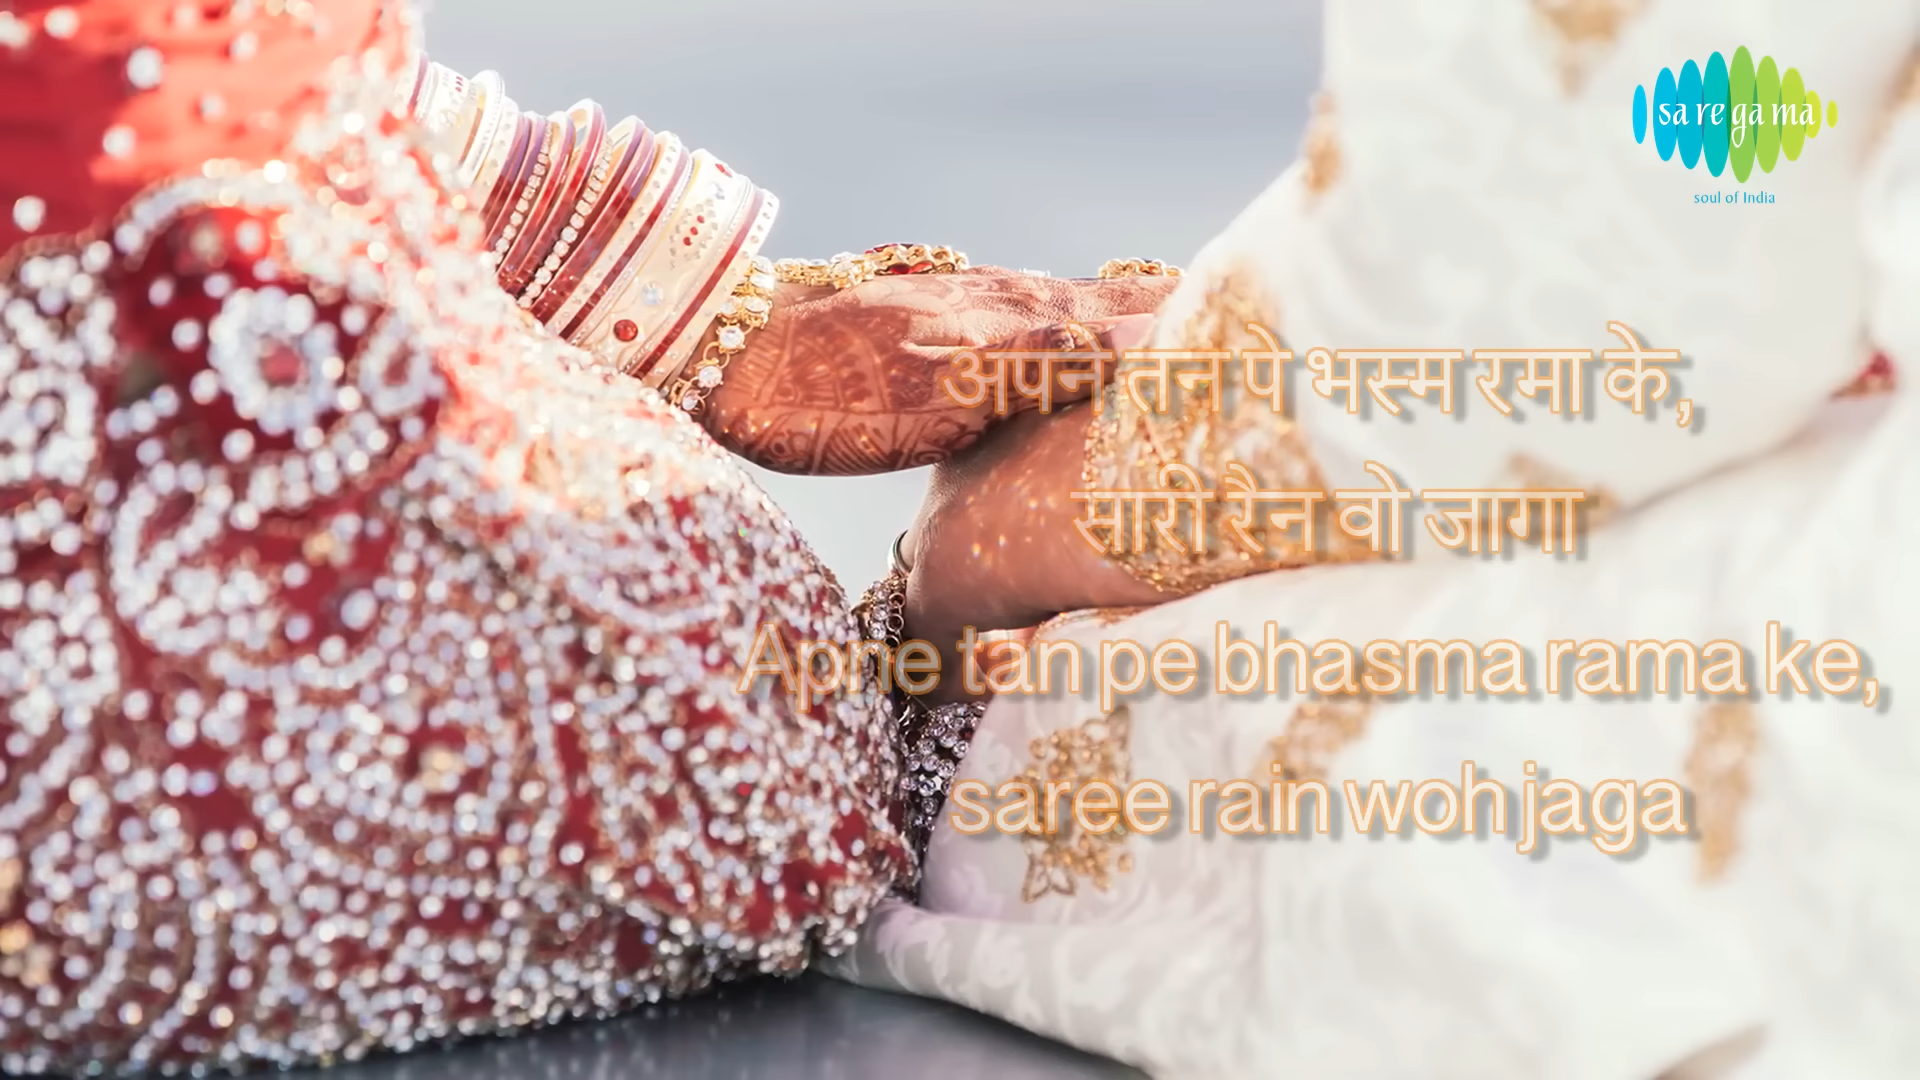 sa re ga ma
soul of India
अपने तन पे भस्म रमा के,
सारी रैन वो जागा
Apne tan pe bhasma rama ke,
saree rain woh jaga